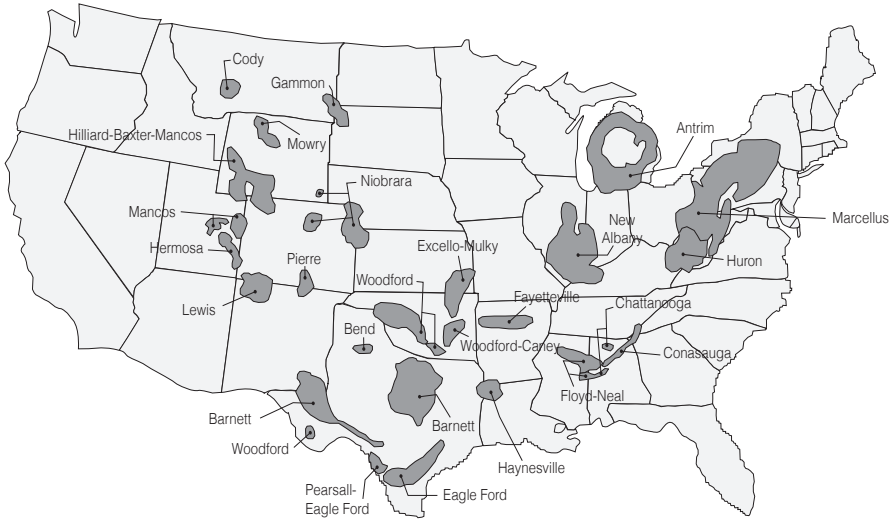 Cody
Gammon
Hilliard-Baxter-Mancos
Mowry
Antrim
Niobrara
Mancos
Marcellus
New
Albany
Hermosa
Excello-Mulky
Pierre
Huron
Woodford
Lewis
Fayetteville
Chattanooga
Bend
Woodford-Caney
Conasauga
Floyd-Neal
Barnett
Barnett
Woodford
Haynesville
Pearsall-
Eagle Ford
Eagle Ford